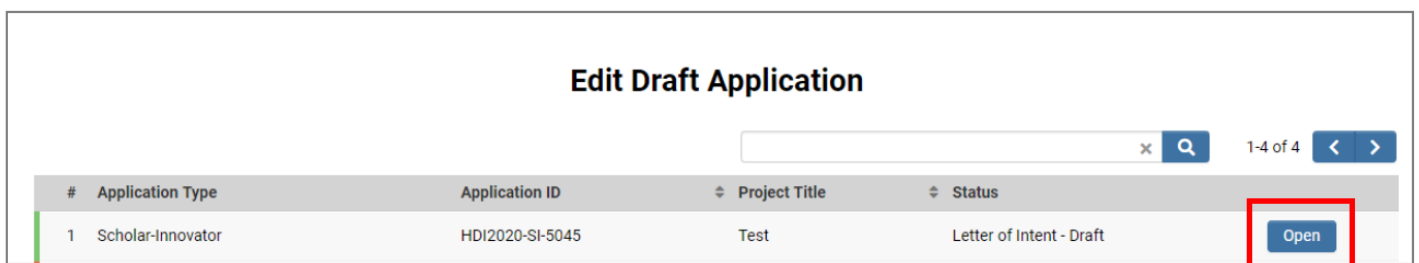 Edit Draft Application
1-4 of 4
# Application Type Application ID Project Title Status
1 Scholar-Innovator HDI2020-SI-5045 Test Letter of Intent - Draft Open